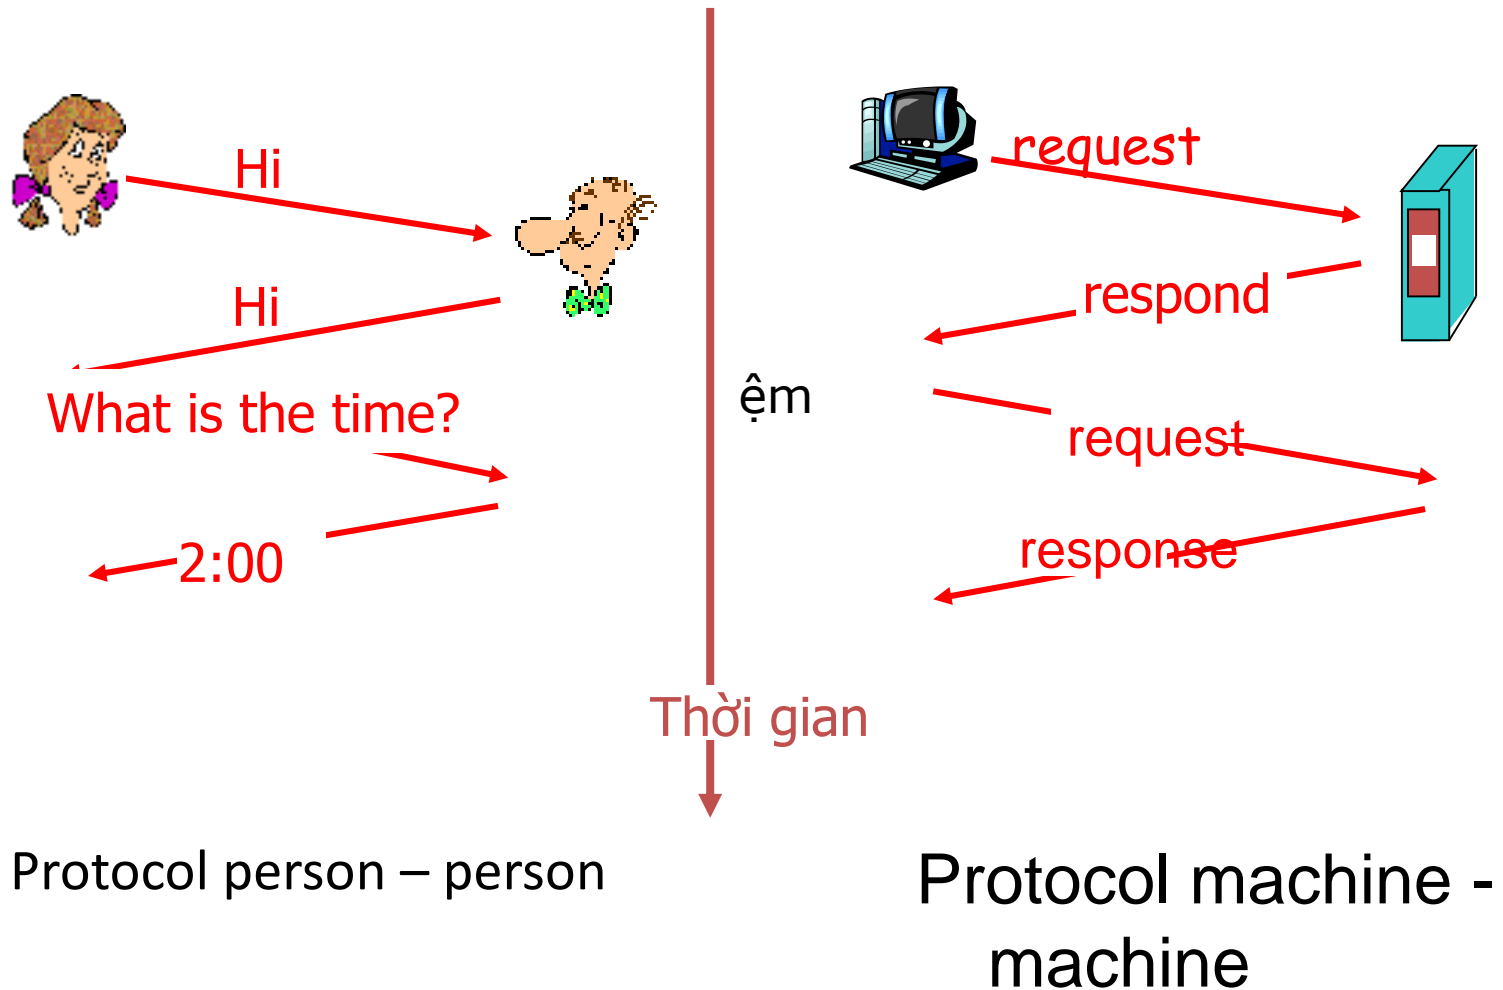 Hi
Hi
What is the time?
2:00
request
respond
ệm
request
response
Thời gian
Protocol person – person
Protocol machine -
machine